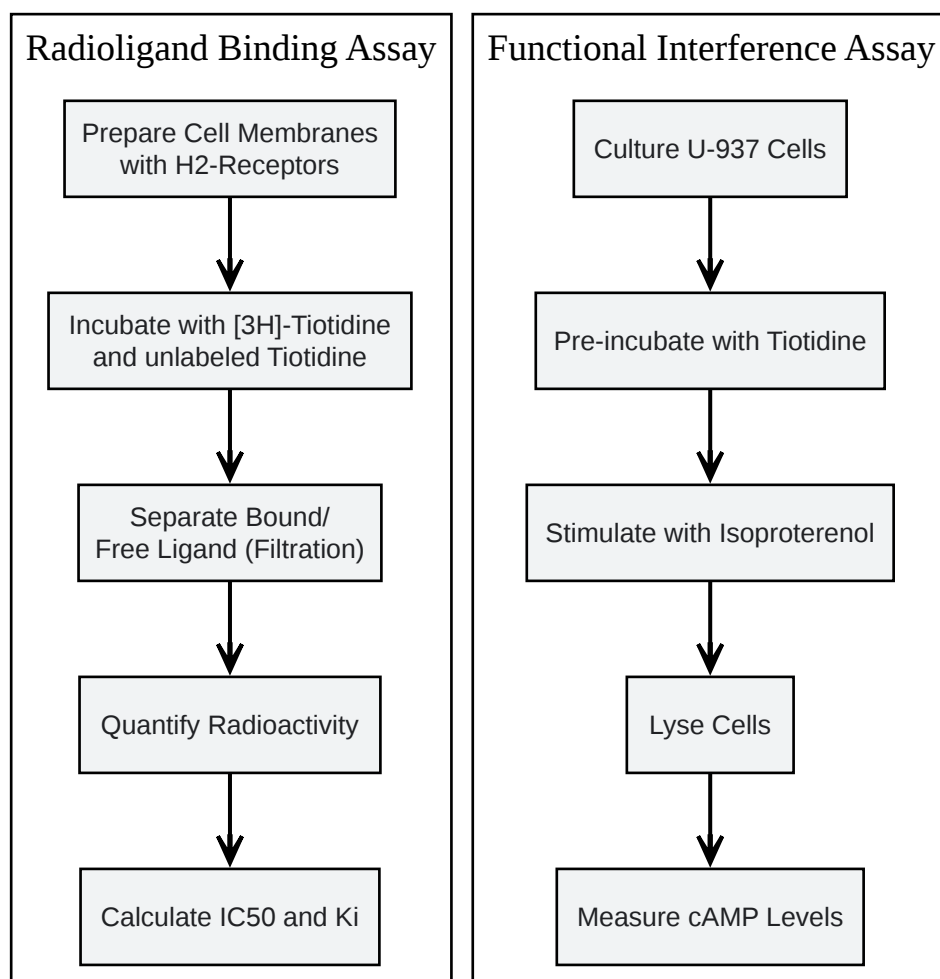 Radioligand Binding Assay
Prepare Cell Membranes
with H2-Receptors
Incubate with [3H]-Tiotidine
and unlabeled Tiotidine
Separate Bound/
Free Ligand (Filtration)
Quantify Radioactivity
Calculate IC50 and Ki
Functional Interference Assay
Culture U-937 Cells
Pre-incubate with Tiotidine
Stimulate with Isoproterenol
Lyse Cells
Measure cAMP Levels